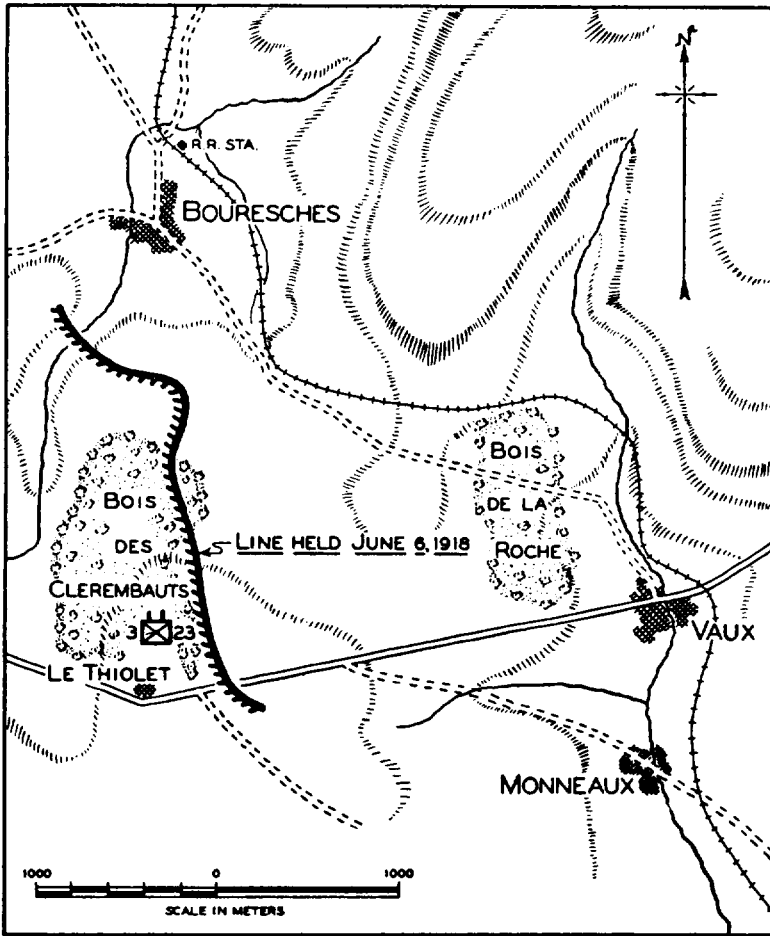 N
R.R. STA.
BOURESCHES
BOIS
DE LA
ROCHE
BOIS
DES
CLEREMBAUTS
LINE HELD JUNE 6, 1918
3 23
LE THIOLET
VAUX
MONNEAUX
1000 0 1000
SCALE IN METERS